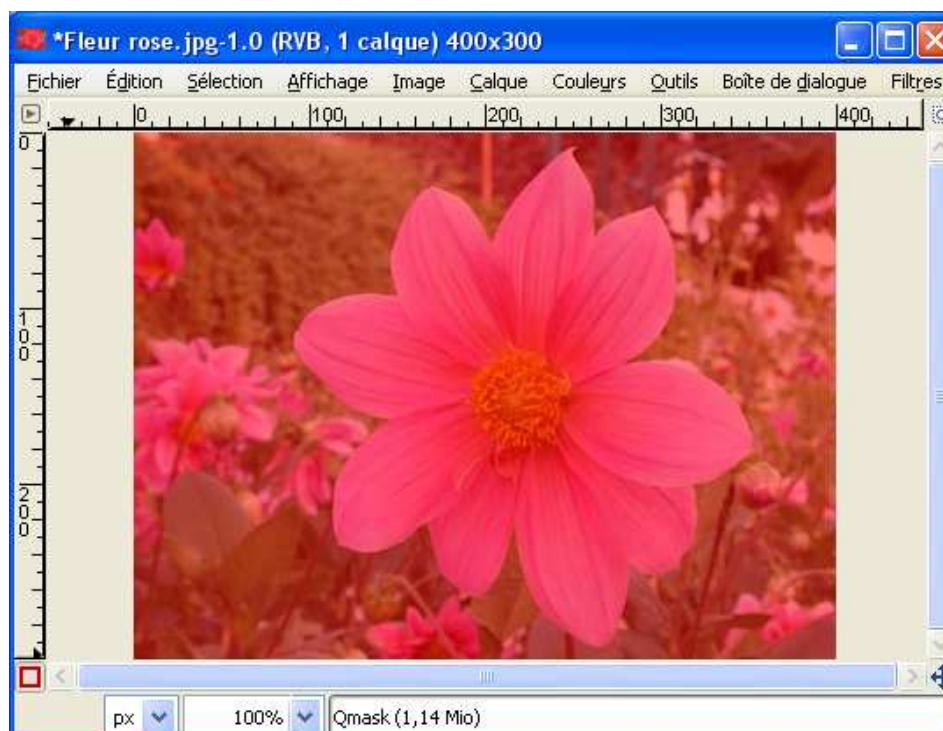 *Fleur rose.jpg-1.0 (RVB, 1 calque) 400x300
Fichier Édition Sélection Affichage Image Calque Couleurs Outils Boîte de dialogue Filtres
0 100 200 300 400
0
100
200
px 100% Qmask (1,14 Mio)